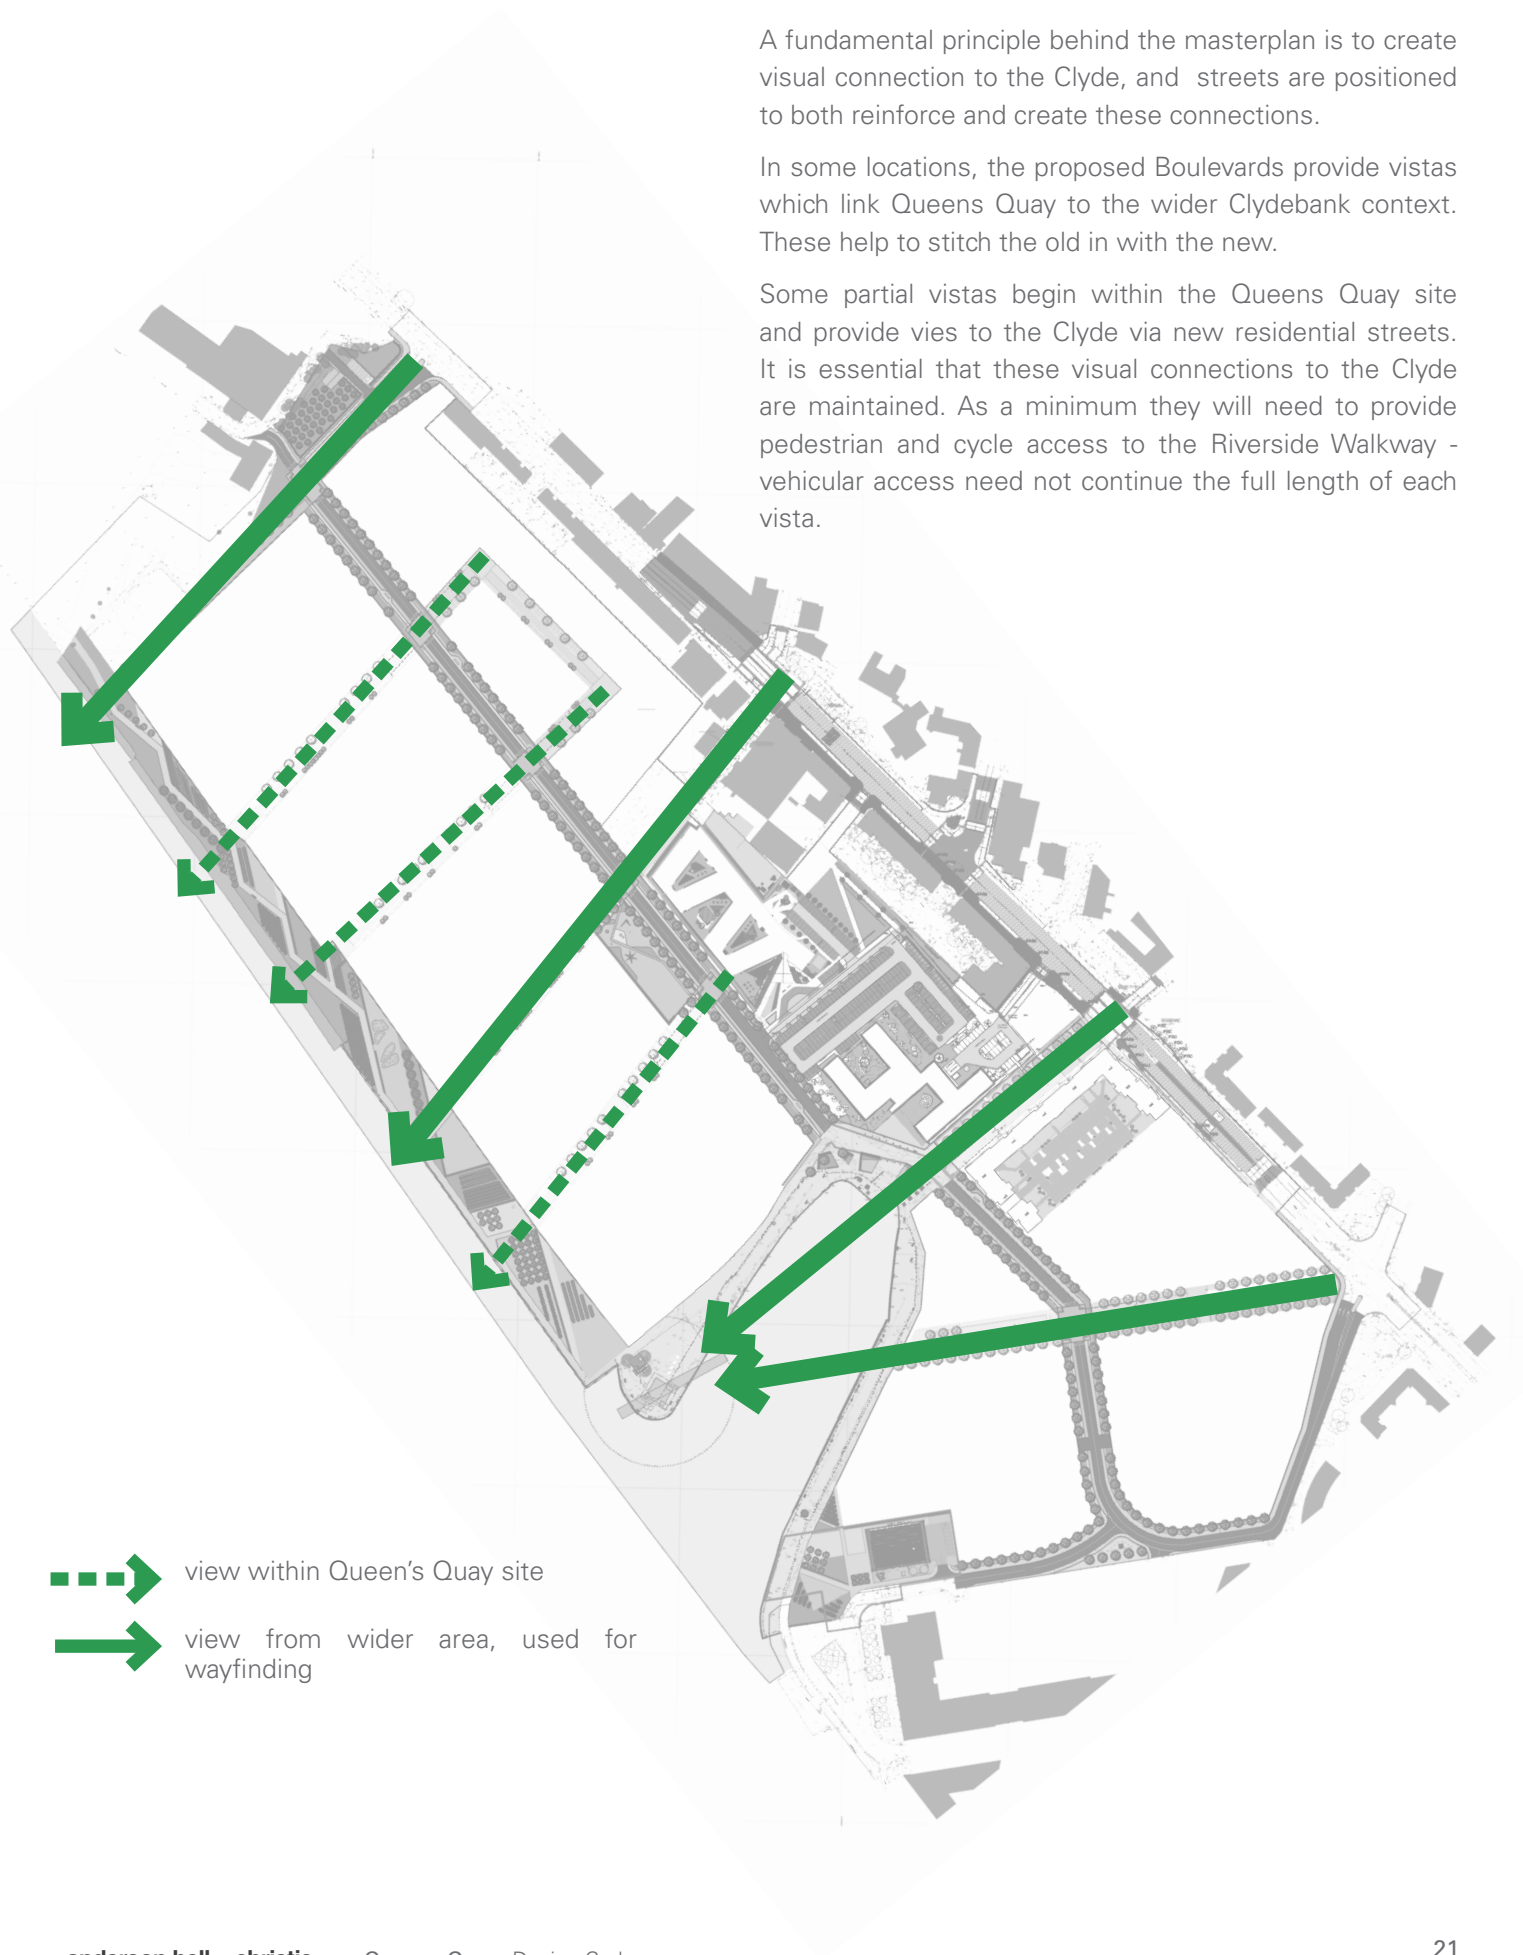 A fundamental principle behind the masterplan is to create
visual connection to the Clyde, and streets are positioned
to both reinforce and create these connections.
In some locations, the proposed Boulevards provide vistas
which link Queens Quay to the wider Clydebank context.
These help to stitch the old in with the new.
Some partial vistas begin within the Queens Quay site
and provide vies to the Clyde via new residential streets.
It is essential that these visual connections to the Clyde
are maintained. As a minimum they will need to provide
pedestrian and cycle access to the Riverside Walkway -
vehicular access need not continue the full length of each
vista.
view within Queen's Quay site
view from wider area, used for
wayfinding
21